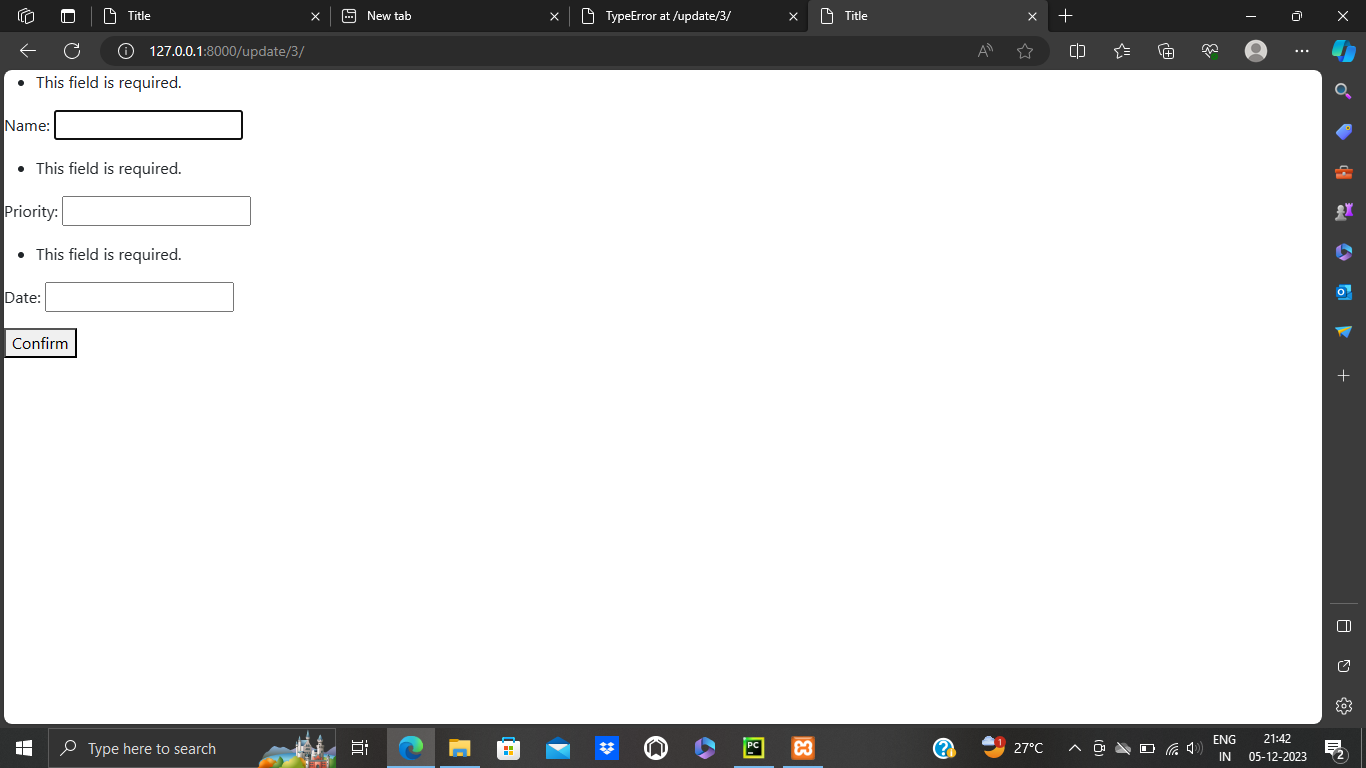 Title
New tab
TypeError at /update/3/
Title
127.0.0.1:8000/update/3/
This field is required.
Name:
This field is required.
Priority:
This field is required.
Date:
Confirm
Type here to search
PC
1
27°C
ENG
IN
21:42
05-12-2023
2